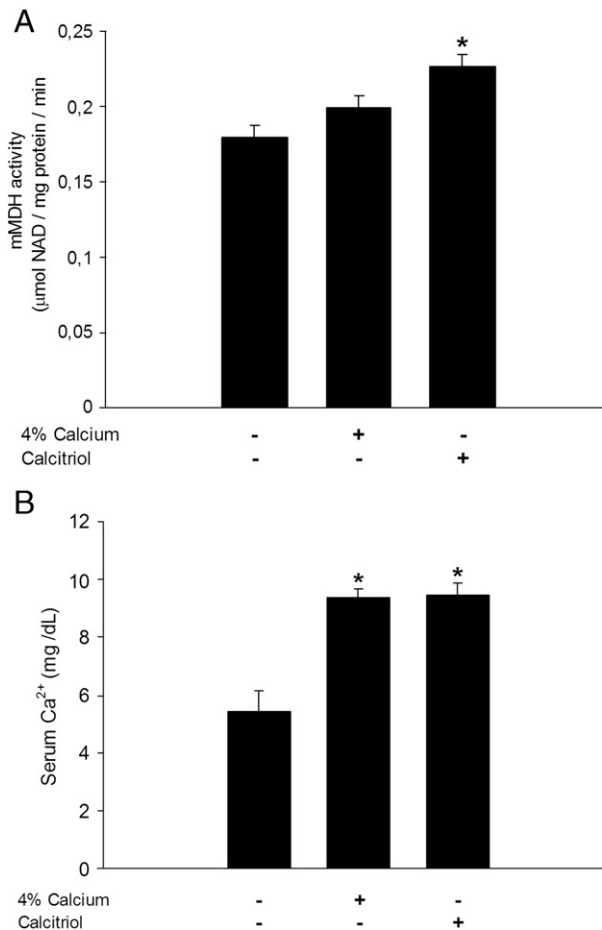 A
0,25
*
0,2
0,15
0,1
0,05
0
mMDH activity
(μmol NAD / mg protein / min
4% Calcium - + -
Calcitriol - - +
B
12
10
8
6
4
2
0
* *
Serum Ca²⁺ (mg /dL)
4% Calcium - + -
Calcitriol - - +